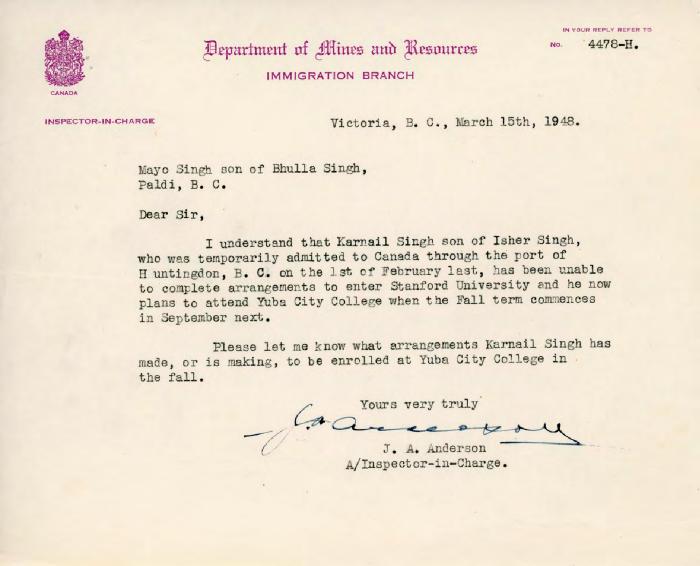 IN YOUR REPLY REFER TO
No. 4478-H.
Department of Mines and Resources
IMMIGRATION BRANCH
CANADA
INSPECTOR-IN-CHARGE
Victoria, B. C., March 15th, 1948.
Mayo Singh son of Bhulla Singh,
Paldi, B. C.
Dear Sir,
I understand that Karnail Singh son of Isher Singh,
who was temporarily admitted to Canada through the port of
Huntingdon, B. C. on the 1st of February last, has been unable
to complete arrangements to enter Stanford University and he now
plans to attend Yuba City College when the Fall term commences
in September next.
Please let me know what arrangements Karnail Singh has
made, or is making, to be enrolled at Yuba City College in
the fall.
Yours very truly
J. A. Anderson
J. A. Anderson
A/Inspector-in-Charge.